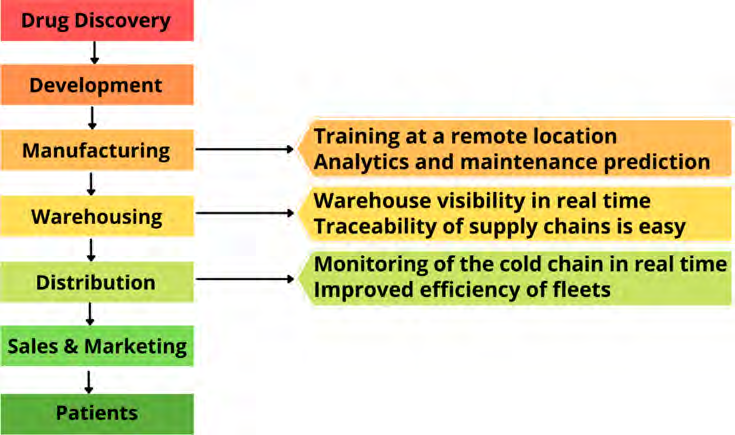 Drug Discovery
Development
Manufacturing
Training at a remote location
Analytics and maintenance prediction
Warehousing
Warehouse visibility in real time
Traceability of supply chains is easy
Distribution
Monitoring of the cold chain in real time
Improved efficiency of fleets
Sales & Marketing
Patients